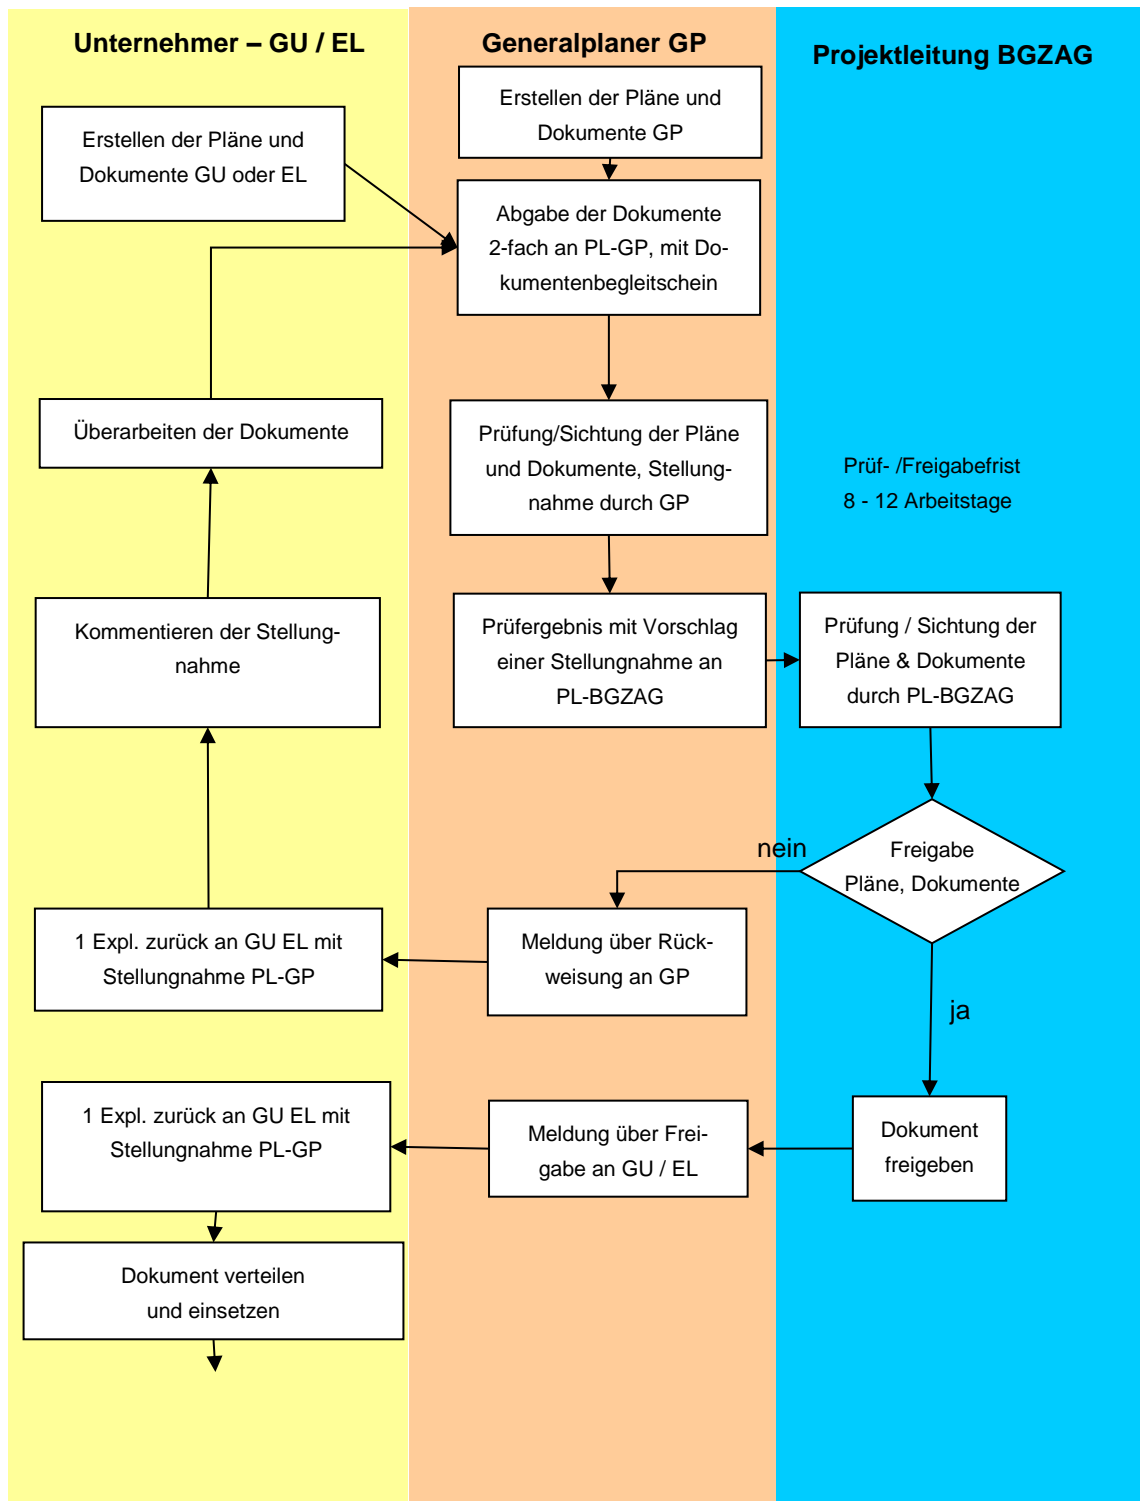 Unternehmer – GU / EL
Generalplaner GP
Projektleitung BGZAG
Erstellen der Pläne und
Dokumente GP
Erstellen der Pläne und
Dokumente GU oder EL
Abgabe der Dokumente
2-fach an PL-GP, mit Do-
kumentenbegleitschein
Überarbeiten der Dokumente
Prüfung/Sichtung der Pläne
und Dokumente, Stellung-
nahme durch GP
Prüf- /Freigabefrist
8 - 12 Arbeitstage
Kommentieren der Stellung-
nahme
Prüfergebnis mit Vorschlag
einer Stellungnahme an
PL-BGZAG
Prüfung / Sichtung der
Pläne & Dokumente
durch PL-BGZAG
nein
Freigabe
Pläne, Dokumente
1 Expl. zurück an GU EL mit
Stellungnahme PL-GP
Meldung über Rück-
weisung an GP
ja
1 Expl. zurück an GU EL mit
Stellungnahme PL-GP
Meldung über Frei-
gabe an GU / EL
Dokument
freigeben
Dokument verteilen
und einsetzen